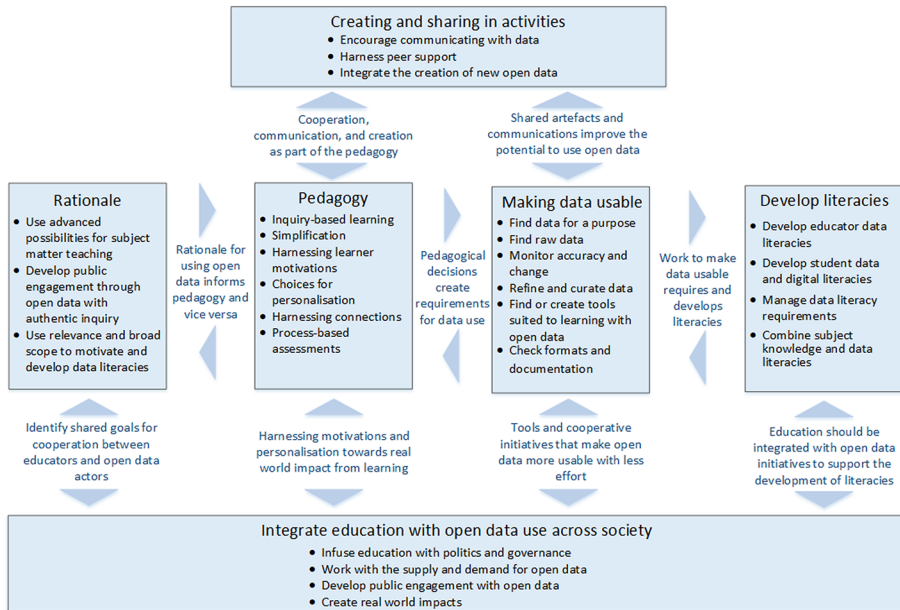 Creating and sharing in activities
• Encourage communicating with data
• Harness peer support
• Integrate the creation of new open data
Cooperation,
communication, and creation
as part of the pedagogy
Shared artefacts and
communications improve the
potential to use open data
Rationale
• Use advanced
possibilities for subject
matter teaching
• Develop public
engagement through
open data with
authentic inquiry
• Use relevance and broad
scope to motivate and
develop data literacies
Rationale for
using open
data informs
pedagogy and
vice versa
Pedagogy
• Inquiry-based learning
• Simplification
• Harnessing learner
motivations
• Choices for
personalisation
• Harnessing connections
• Process-based
assessments
Pedagogical
decisions
create
requirements
for data use
Making data usable
• Find data for a purpose
• Find raw data
• Monitor accuracy and
change
• Refine and curate data
• Find or create tools
suited to learning with
open data
• Check formats and
documentation
Work to make
data usable
requires and
develops
literacies
Develop literacies
• Develop educator data
literacies
• Develop student data
and digital literacies
• Manage data literacy
requirements
• Combine subject
knowledge and data
literacies
Identify shared goals for
cooperation between
educators and open data
actors
Harnessing motivations and
personalisation towards real
world impact from learning
Tools and cooperative
initiatives that make open
data more usable with less
effort
Education should be
integrated with open data
initiatives to support the
development of literacies
Integrate education with open data use across society
• Infuse education with politics and governance
• Work with the supply and demand for open data
• Develop public engagement with open data
• Create real world impacts